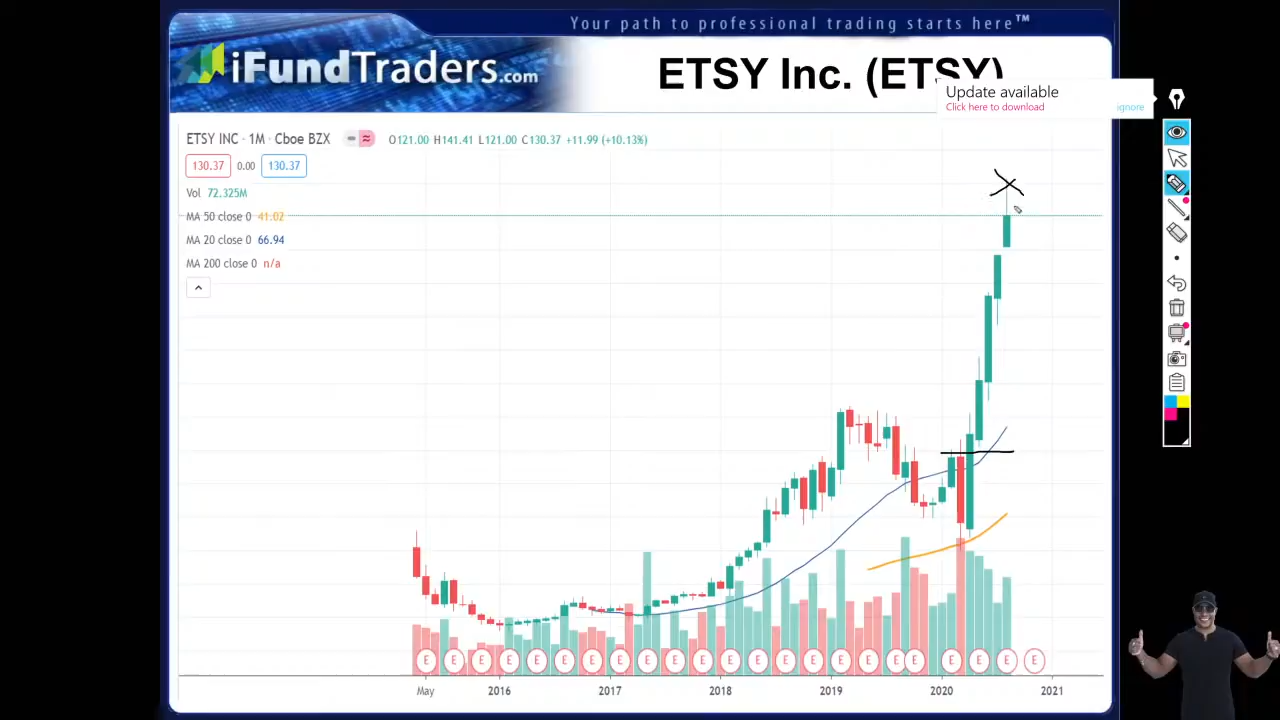 Your path to professional trading starts here™
iFundTraders.com
ETSY Inc. (ETSY)
Update available
Click here to download
ignore
ETSY INC · 1M · Cboe BZX
O121.00 H141.41 L121.00 C130.37 +11.99 (+10.13%)
130.37 0.00 130.37
Vol 72.325M
MA 50 close 0 41.02
MA 20 close 0 66.94
MA 200 close 0 n/a
E E E E E E E E E E E E E E E E E E E E E E
May 2016 2017 2018 2019 2020 2021